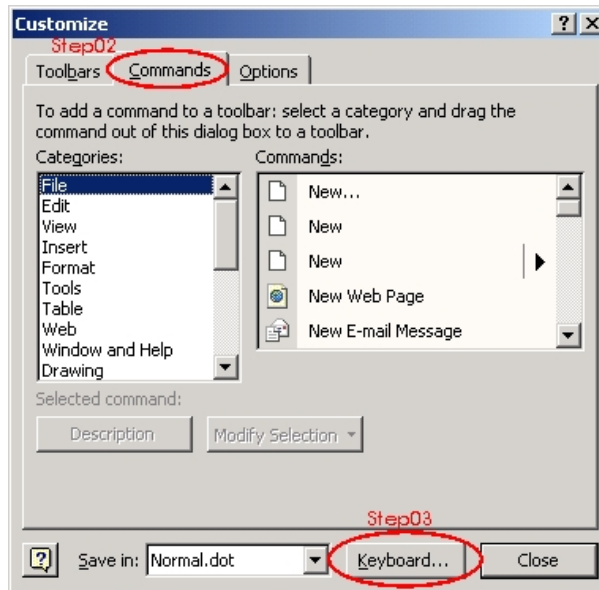 Customize
Step02
Toolbars Commands Options
To add a command to a toolbar: select a category and drag the
command out of this dialog box to a toolbar.
Categories: Commands:
File
Edit
View
Insert
Format
Tools
Table
Web
Window and Help
Drawing
New...
New
New
New Web Page
New E-mail Message
Selected command:
Description Modify Selection
Step03
Save in: Normal.dot Keyboard... Close